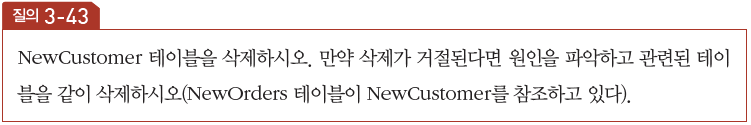 질의 3-43
NewCustomer 테이블을 삭제하시오. 만약 삭제가 거절된다면 원인을 파악하고 관련된 테이
블을 같이 삭제하시오(NewOrders 테이블이 NewCustomer를 참조하고 있다).